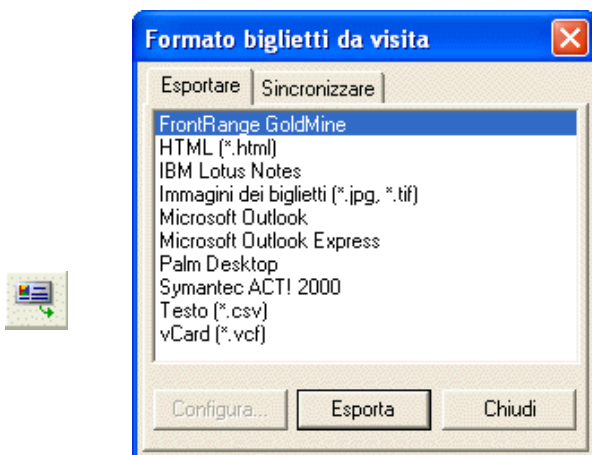 Formato biglietti da visita
Esportare Sincronizzare
FrontRange GoldMine
HTML (*.html)
IBM Lotus Notes
Immagini dei biglietti (*.jpg, *.tif)
Microsoft Outlook
Microsoft Outlook Express
Palm Desktop
Symantec ACT! 2000
Testo (*.csv)
vCard (*.vcf)
Configura... Esporta Chiudi